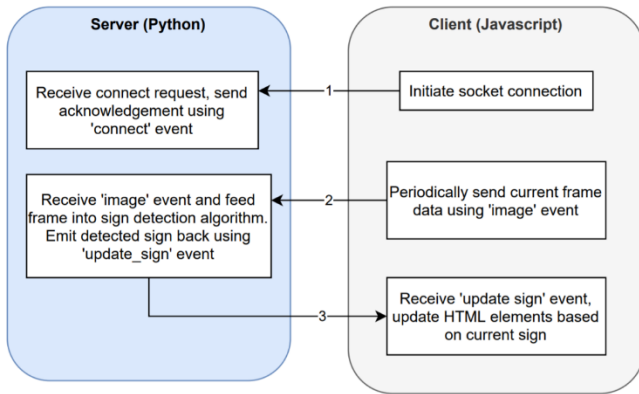 Server (Python)
Client (Javascript)
Receive connect request, send
acknowledgement using
'connect' event
1
Initiate socket connection
Receive 'image' event and feed
frame into sign detection algorithm.
Emit detected sign back using
'update_sign' event
2
Periodically send current frame
data using 'image' event
3
Receive 'update sign' event,
update HTML elements based
on current sign